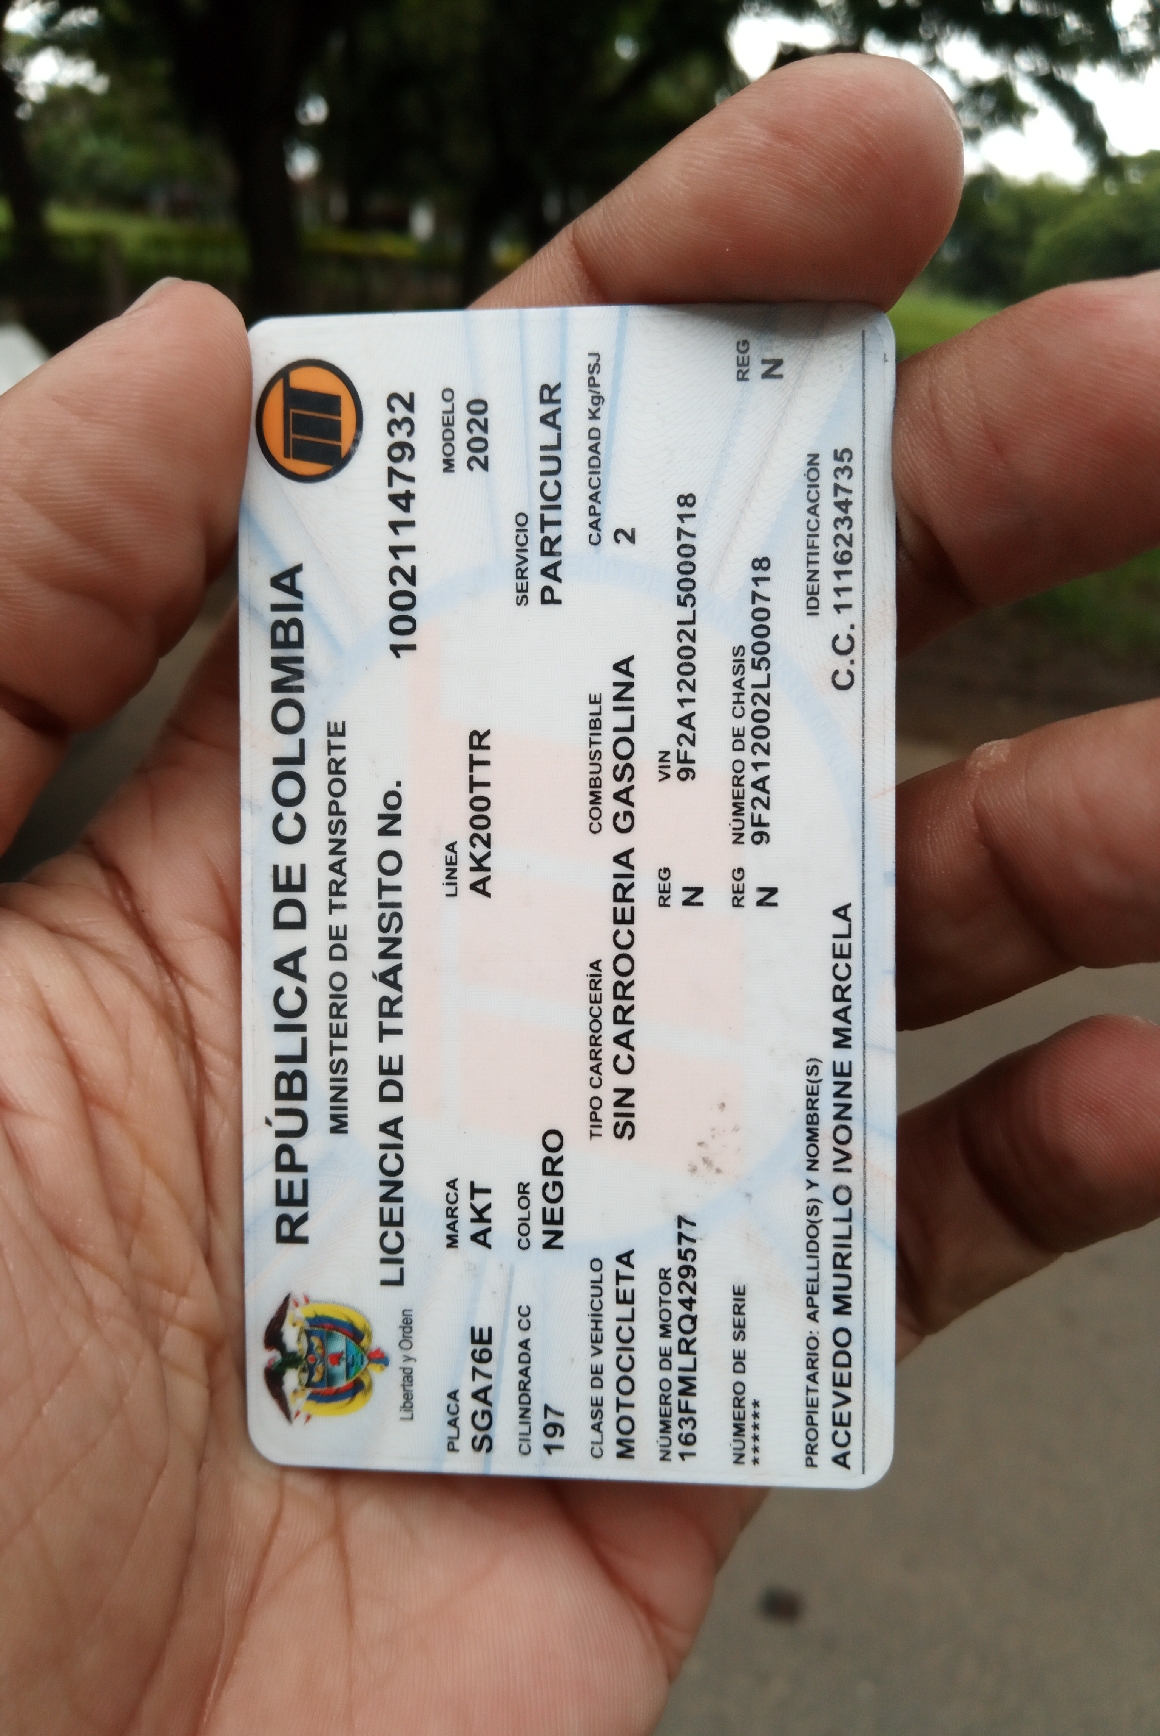 REPÚBLICA DE COLOMBIA
MINISTERIO DE TRANSPORTE
Libertad y Orden
LICENCIA DE TRÁNSITO No. 10021147932
PLACA MARCA LÍNEA MODELO
SGA76E AKT AK200TTR 2020
CILINDRADA CC COLOR SERVICIO
197 NEGRO PARTICULAR
CLASE DE VEHÍCULO TIPO CARROCERÍA COMBUSTIBLE CAPACIDAD Kg/PSJ
MOTOCICLETA SIN CARROCERIA GASOLINA 2
NÚMERO DE MOTOR REG VIN
163FMLRQ429577 N 9F2A12002L5000718
NÚMERO DE SERIE REG NÚMERO DE CHASIS REG
****** N 9F2A12002L5000718 N
PROPIETARIO: APELLIDO(S) Y NOMBRE(S) IDENTIFICACIÓN
ACEVEDO MURILLO IVONNE MARCELA C.C. 1116234735